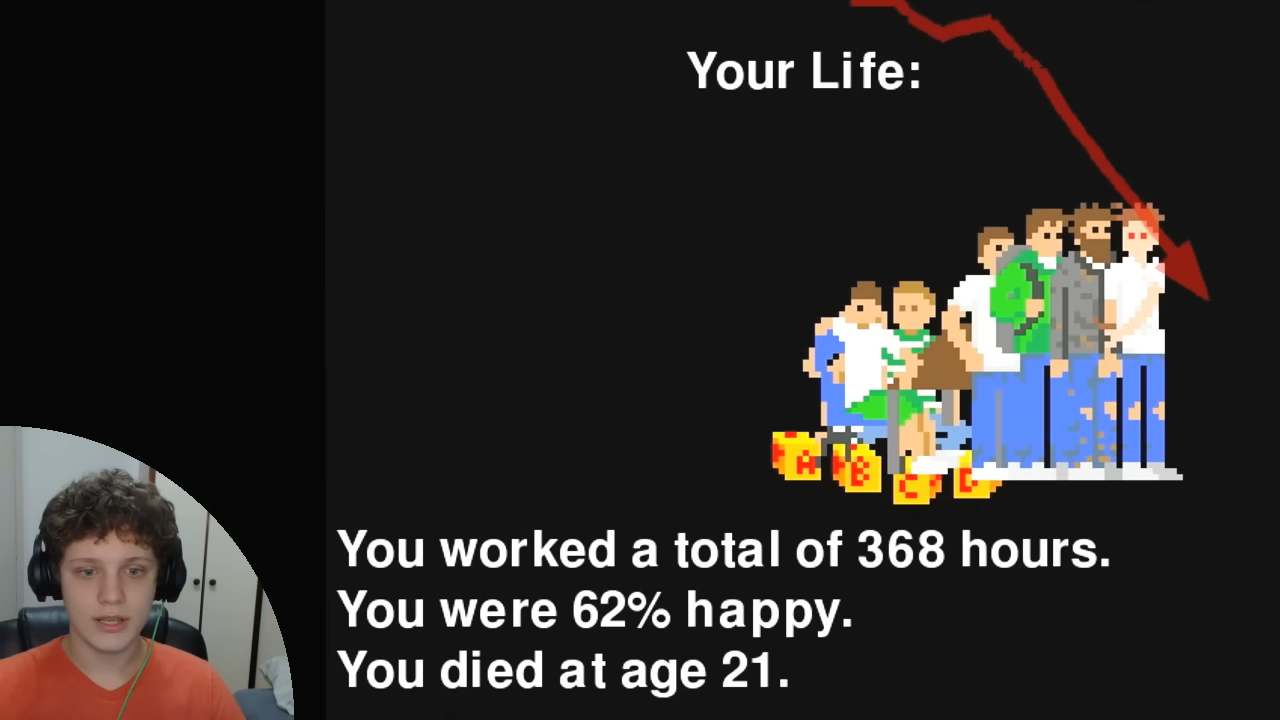 Your Life:
A B C D
You worked a total of 368 hours.
You were 62% happy.
You died at age 21.